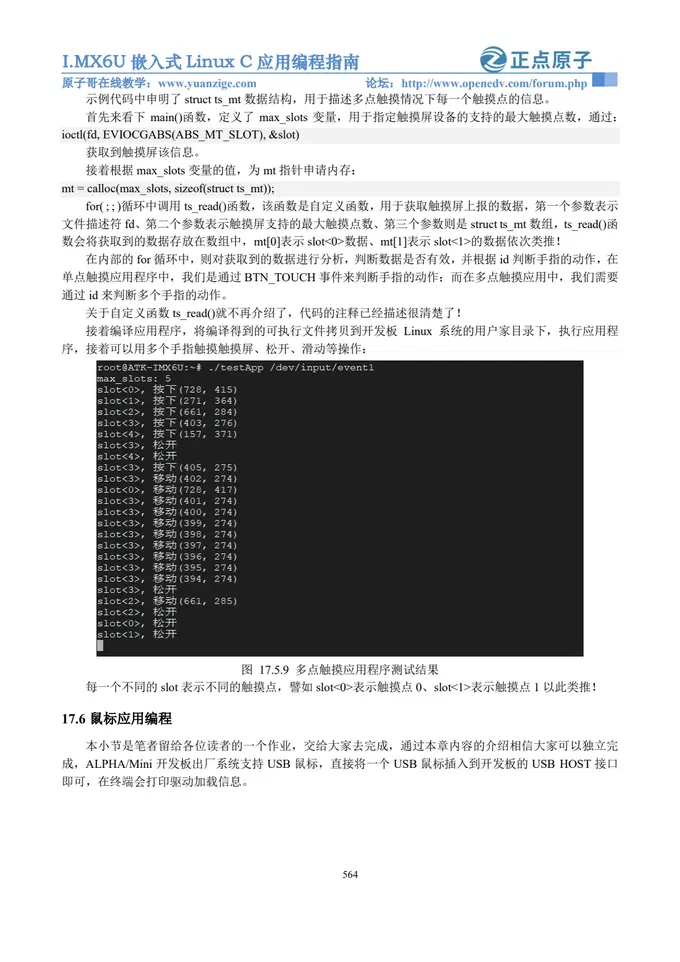 I.MX6U 嵌入式 Linux C 应用编程指南
正点原子
原子哥在线教学：www.yuanzige.com 论坛：http://www.openedv.com/forum.php
示例代码中申明了 struct ts_mt 数据结构，用于描述多点触摸情况下每一个触摸点的信息。
首先来看下 main()函数，定义了 max_slots 变量，用于指定触摸屏设备的支持的最大触摸点数，通过：
ioctl(fd, EVIOCGABS(ABS_MT_SLOT), &slot)
获取到触摸屏该信息。
接着根据 max_slots 变量的值，为 mt 指针申请内存：
mt = calloc(max_slots, sizeof(struct ts_mt));
for( ; ; )循环中调用 ts_read()函数，该函数是自定义函数，用于获取触摸屏上报的数据，第一个参数表示
文件描述符 fd、第二个参数表示触摸屏支持的最大触摸点数、第三个参数则是 struct ts_mt 数组，ts_read()函
数会将获取到的数据存放在数组中，mt[0]表示 slot<0>数据、mt[1]表示 slot<1>的数据依次类推！
在内部的 for 循环中，则对获取到的数据进行分析，判断数据是否有效，并根据 id 判断手指的动作，在
单点触摸应用程序中，我们是通过 BTN_TOUCH 事件来判断手指的动作；而在多点触摸应用中，我们需要
通过 id 来判断多个手指的动作。
关于自定义函数 ts_read()就不再介绍了，代码的注释已经描述很清楚了！
接着编译应用程序，将编译得到的可执行文件拷贝到开发板 Linux 系统的用户家目录下，执行应用程
序，接着可以用多个手指触摸触摸屏、松开、滑动等操作：
root@ATK-IMX6U:~# ./testApp /dev/input/event1
max_slots: 5
slot<0>, 按下(728, 415)
slot<1>, 按下(271, 364)
slot<2>, 按下(661, 284)
slot<3>, 按下(403, 276)
slot<4>, 按下(157, 371)
slot<3>, 松开
slot<4>, 松开
slot<3>, 按下(405, 275)
slot<3>, 移动(402, 274)
slot<0>, 移动(728, 417)
slot<3>, 移动(401, 274)
slot<3>, 移动(400, 274)
slot<3>, 移动(399, 274)
slot<3>, 移动(398, 274)
slot<3>, 移动(397, 274)
slot<3>, 移动(396, 274)
slot<3>, 移动(395, 274)
slot<3>, 移动(394, 274)
slot<3>, 松开
slot<2>, 移动(661, 285)
slot<2>, 松开
slot<0>, 松开
slot<1>, 松开
图 17.5.9 多点触摸应用程序测试结果
每一个不同的 slot 表示不同的触摸点，譬如 slot<0>表示触摸点 0、slot<1>表示触摸点 1 以此类推！
17.6 鼠标应用编程
本小节是笔者留给各位读者的一个作业，交给大家去完成，通过本章内容的介绍相信大家可以独立完
成，ALPHA/Mini 开发板出厂系统支持 USB 鼠标，直接将一个 USB 鼠标插入到开发板的 USB HOST 接口
即可，在终端会打印驱动加载信息。
564